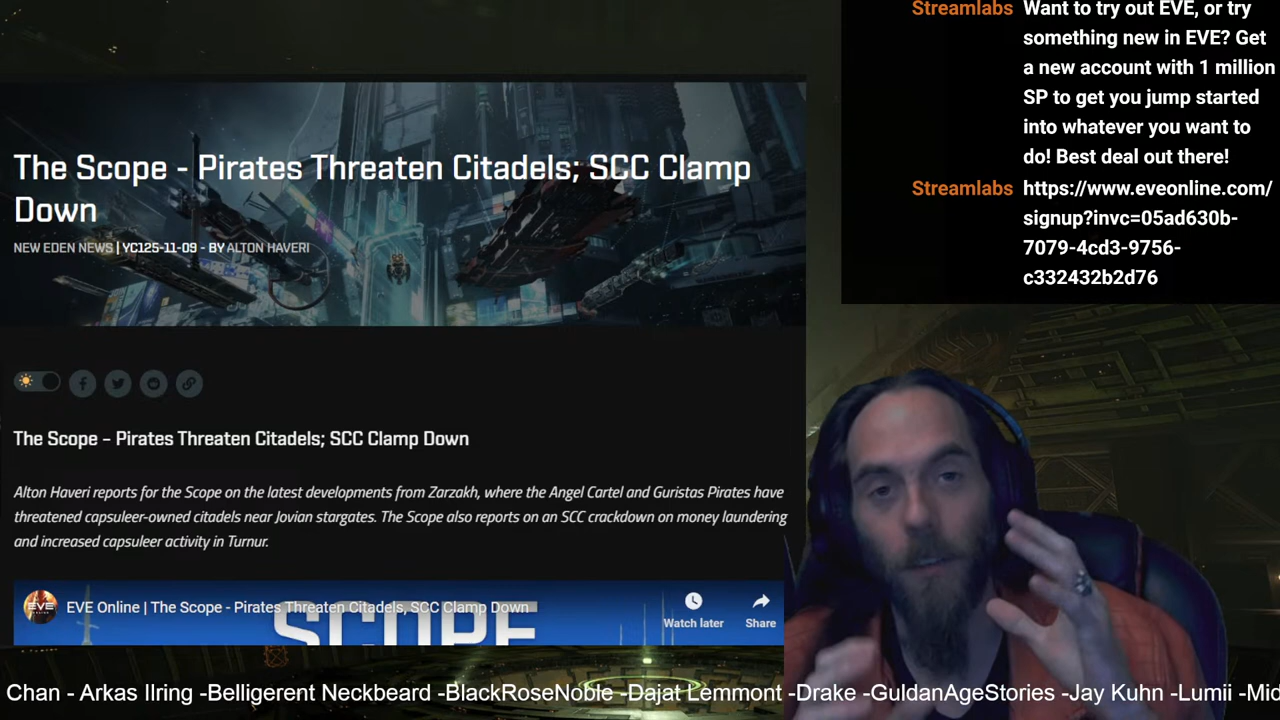 The Scope - Pirates Threaten Citadels; SCC Clamp
Down
NEW EDEN NEWS | YC125-11-09 - BY ALTON HAVERI
The Scope - Pirates Threaten Citadels; SCC Clamp Down
Alton Haveri reports for the Scope on the latest developments from Zarzakh, where the Angel Cartel and Guristas Pirates have
threatened capsuleer-owned citadels near Jovian stargates. The Scope also reports on an SCC crackdown on money laundering
and increased capsuleer activity in Turnur.
EVE
EVE Online | The Scope - Pirates Threaten Citadels, SCC Clamp Down
Watch later
Share
SCOPE
Streamlabs Want to try out EVE, or try
something new in EVE? Get
a new account with 1 million
SP to get you jump started
into whatever you want to
do! Best deal out there!
Streamlabs https://www.eveonline.com/
signup?invc=05ad630b-
7079-4cd3-9756-
c332432b2d76
Chan - Arkas Ilring -Belligerent Neckbeard -BlackRoseNoble -Dajat Lemmont -Drake -GuldanAgeStories -Jay Kuhn -Lumii -Mid